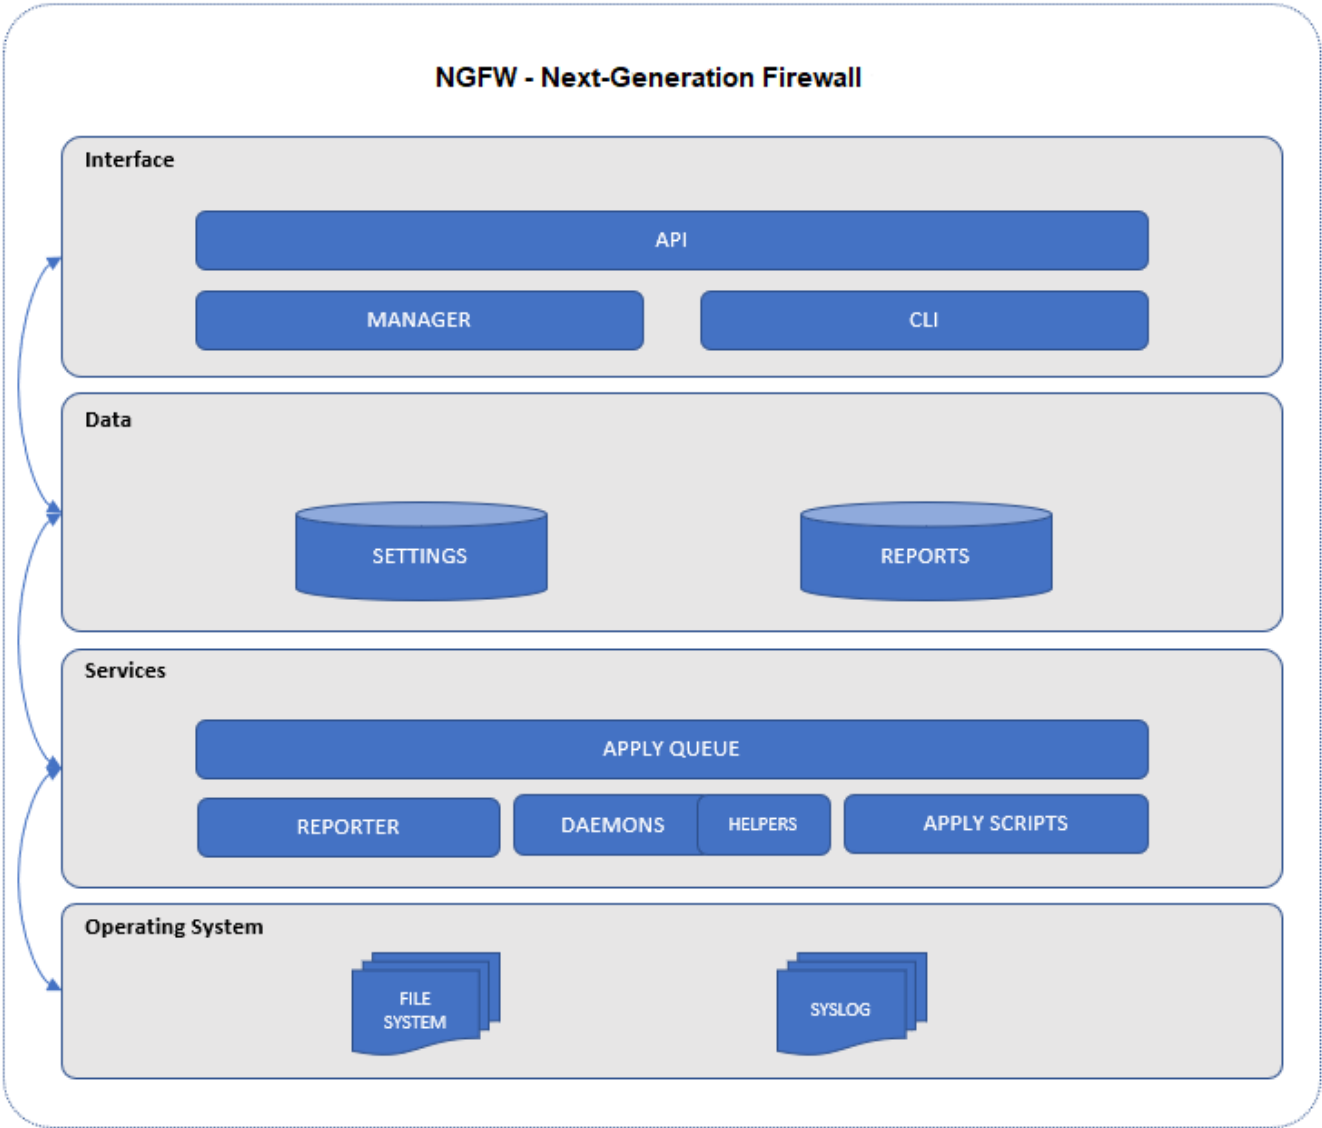 NGFW - Next-Generation Firewall
Interface
API
MANAGER
CLI
Data
SETTINGS
REPORTS
Services
APPLY QUEUE
REPORTER
DAEMONS
HELPERS
APPLY SCRIPTS
Operating System
FILE
SYSTEM
SYSLOG